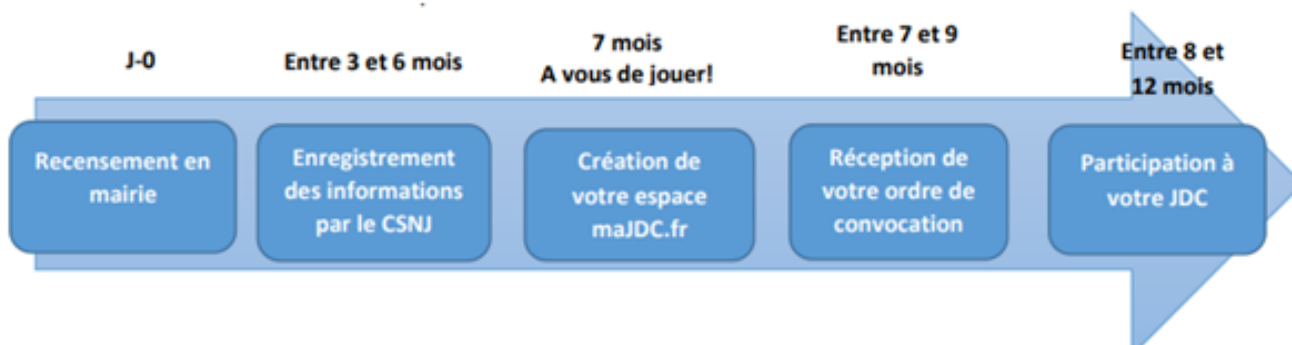 J-0
Recensement en
mairie
Entre 3 et 6 mois
Enregistrement
des informations
par le CSNJ
7 mois
A vous de jouer!
Création de
votre espace
maJDC.fr
Entre 7 et 9
mois
Réception de
votre ordre de
convocation
Entre 8 et
12 mois
Participation à
votre JDC